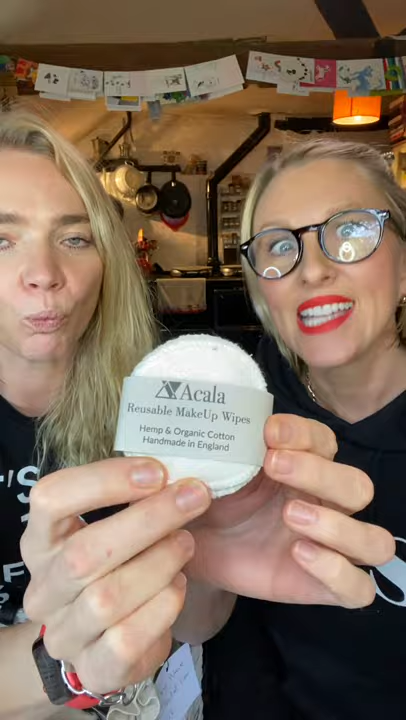 Acala
Reusable MakeUp Wipes
Hemp & Organic Cotton
Handmade in England